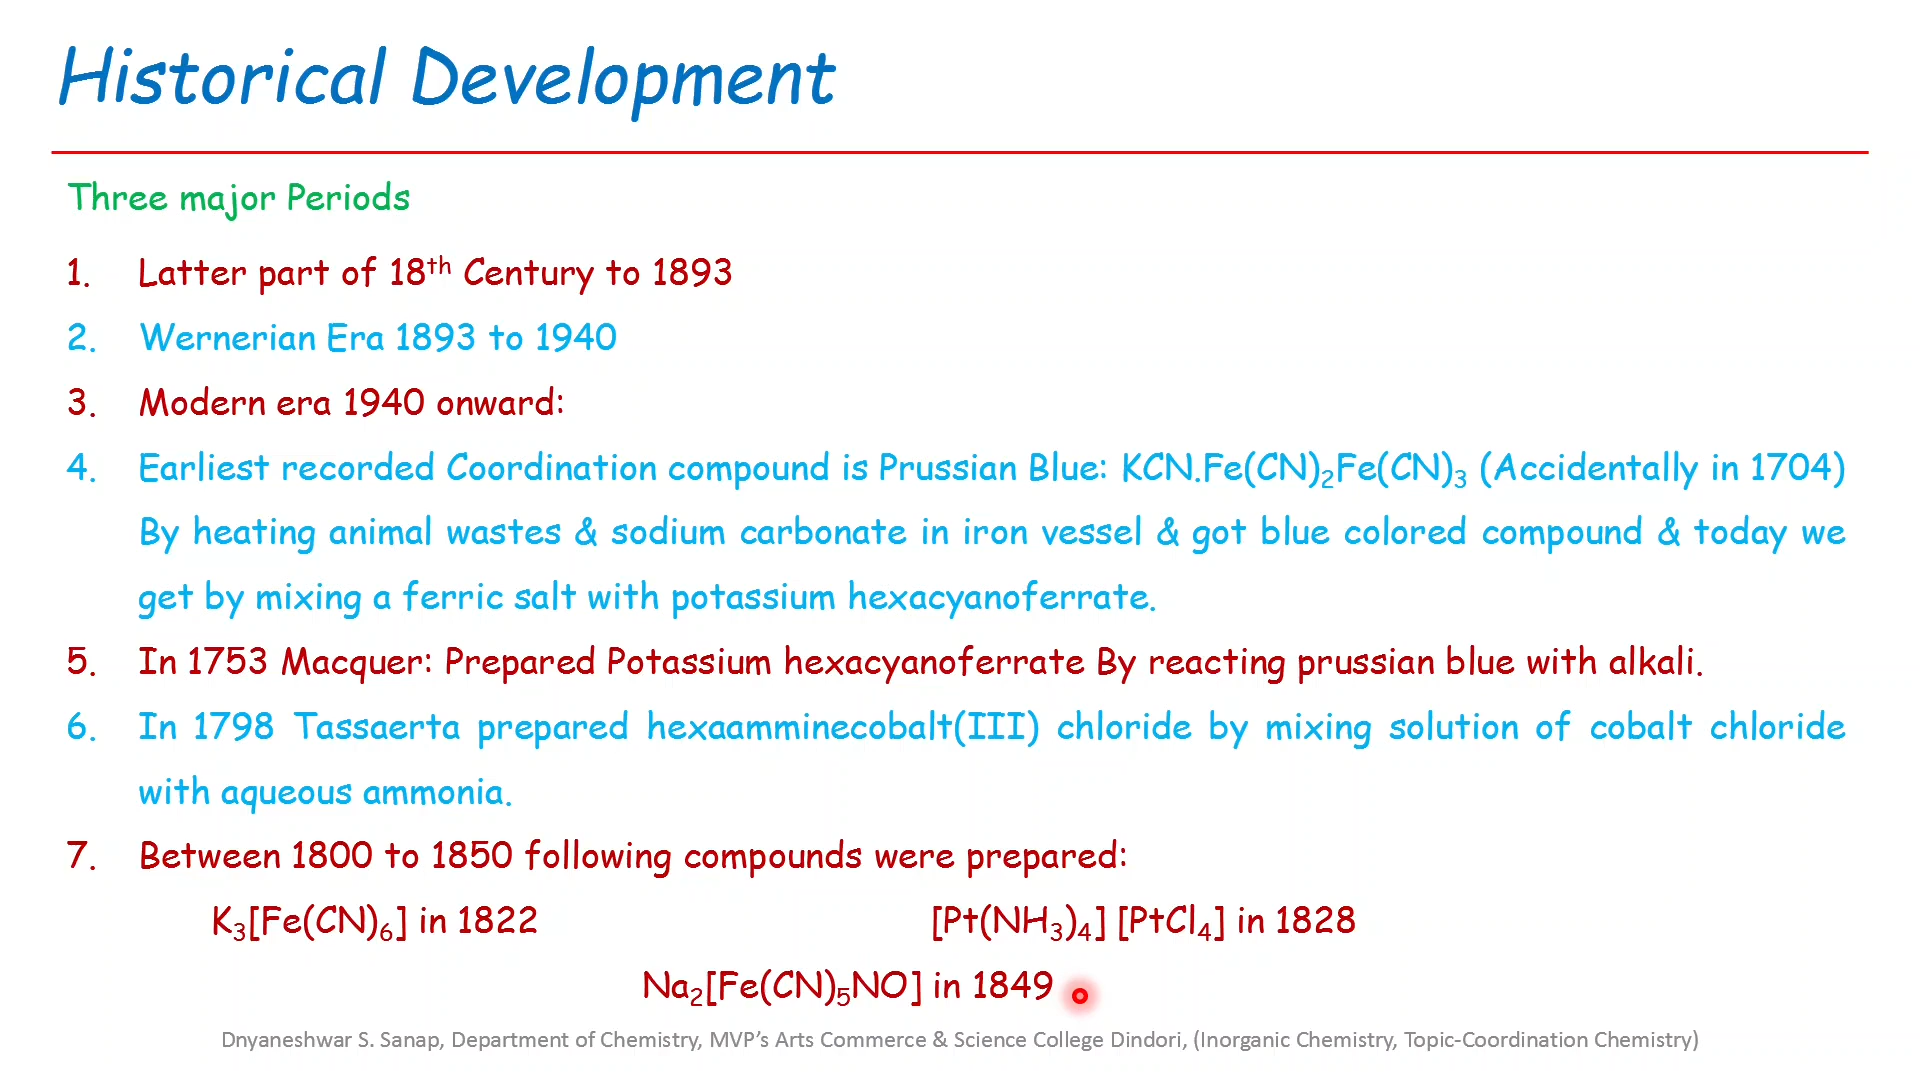 Historical Development
Three major Periods
1. Latter part of 18th Century to 1893
2. Wernerian Era 1893 to 1940
3. Modern era 1940 onward:
4. Earliest recorded Coordination compound is Prussian Blue: KCN.Fe(CN)₂Fe(CN)₃ (Accidentally in 1704)
By heating animal wastes & sodium carbonate in iron vessel & got blue colored compound & today we
get by mixing a ferric salt with potassium hexacyanoferrate.
5. In 1753 Macquer: Prepared Potassium hexacyanoferrate By reacting prussian blue with alkali.
6. In 1798 Tassaerta prepared hexaamminecobalt(III) chloride by mixing solution of cobalt chloride
with aqueous ammonia.
7. Between 1800 to 1850 following compounds were prepared:
K₃[Fe(CN)₆] in 1822 [Pt(NH₃)₄] [PtCl₄] in 1828
Na₂[Fe(CN)₅NO] in 1849
Dnyaneshwar S. Sanap, Department of Chemistry, MVP's Arts Commerce & Science College Dindori, (Inorganic Chemistry, Topic-Coordination Chemistry)